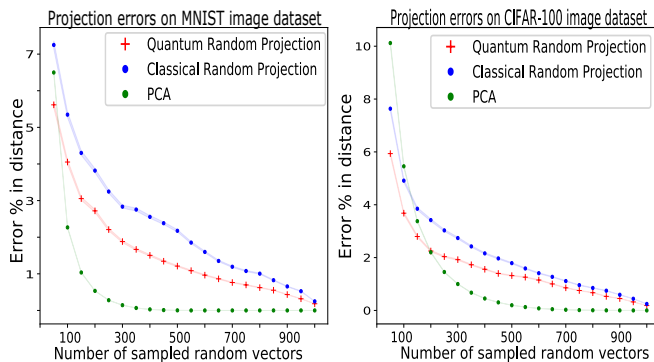 Projection errors on MNIST image dataset
Quantum Random Projection
Classical Random Projection
PCA
Error % in distance
7
5
3
1
100
300
500
700
900
Number of sampled random vectors
Projection errors on CIFAR-100 image dataset
Quantum Random Projection
Classical Random Projection
PCA
Error % in distance
10
8
6
4
2
0
100
300
500
700
900
Number of sampled random vectors